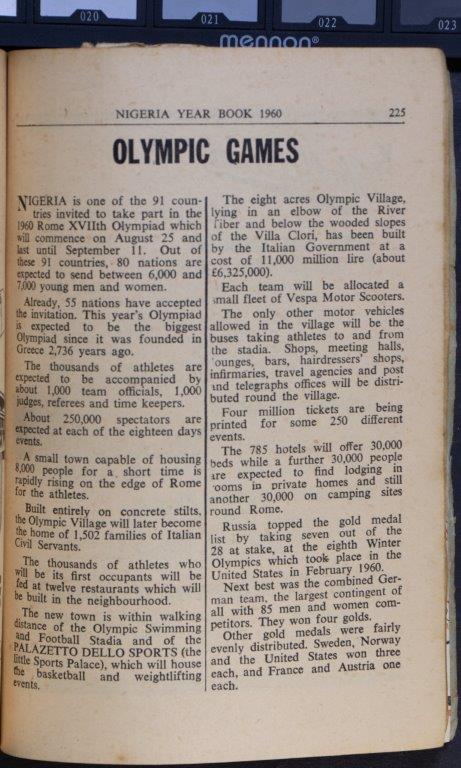 020
021
022
023
mennon®
NIGERIA YEAR BOOK 1960
225
OLYMPIC GAMES
NIGERIA is one of the 91 coun-
tries invited to take part in the
1960 Rome XVIIth Olympiad which
will commence on August 25 and
last until September 11. Out of
these 91 countries, 80 nations are
expected to send between 6,000 and
7,000 young men and women.
Already, 55 nations have accepted
the invitation. This year's Olympiad
is expected to be the biggest
Olympiad since it was founded in
Greece 2,736 years ago.
The thousands of athletes are
expected to be accompanied by
about 1,000 team officials, 1,000
judges, referees and time keepers.
About 250,000 spectators are
expected at each of the eighteen days
events.
A small town capable of housing
8,000 people for a short time is
rapidly rising on the edge of Rome
for the athletes.
Built entirely on concrete stilts,
the Olympic Village will later become
the home of 1,502 families of Italian
Civil Servants.
The thousands of athletes who
will be its first occupants will be
fed at twelve restaurants which will
be built in the neighbourhood.
The new town is within walking
distance of the Olympic Swimming
and Football Stadia and of the
PALAZETTO DELLO SPORTS (the
little Sports Palace), which will house
the basketball and weightlifting
events.
The eight acres Olympic Village,
lying in an elbow of the River
Tiber and below the wooded slopes
of the Villa Clori, has been built
by the Italian Government at a
cost of 11,000 million lire (about
£6,325,000).
Each team will be allocated a
small fleet of Vespa Motor Scooters.
The only other motor vehicles
allowed in the village will be the
buses taking athletes to and from
the stadia. Shops, meeting halls,
lounges, bars, hairdressers' shops,
infirmaries, travel agencies and post
and telegraphs offices will be distri-
buted round the village.
Four million tickets are being
printed for some 250 different
events.
The 785 hotels will offer 30,000
beds while a further 30,000 people
are expected to find lodging in
rooms in private homes and still
another 30,000 on camping sites
round Rome.
Russia topped the gold medal
list by taking seven out of the
28 at stake, at the eighth Winter
Olympics which took place in the
United States in February 1960.
Next best was the combined Ger-
man team, the largest contingent of
all with 85 men and women com-
petitors. They won four golds.
Other gold medals were fairly
evenly distributed. Sweden, Norway
and the United States won three
each, and France and Austria one
each.